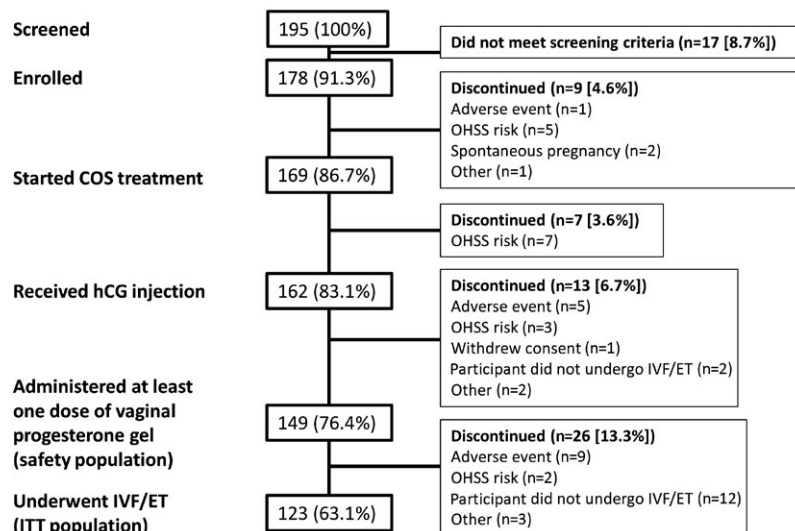 Screened
195 (100%)
Did not meet screening criteria (n=17 [8.7%])
Enrolled
178 (91.3%)
Discontinued (n=9 [4.6%])
Adverse event (n=1)
OHSS risk (n=5)
Spontaneous pregnancy (n=2)
Other (n=1)
Started COS treatment
169 (86.7%)
Discontinued (n=7 [3.6%])
OHSS risk (n=7)
Received hCG injection
162 (83.1%)
Discontinued (n=13 [6.7%])
Adverse event (n=5)
OHSS risk (n=3)
Withdrew consent (n=1)
Participant did not undergo IVF/ET (n=2)
Other (n=2)
Administered at least
one dose of vaginal
progesterone gel
(safety population)
149 (76.4%)
Discontinued (n=26 [13.3%])
Adverse event (n=9)
OHSS risk (n=2)
Participant did not undergo IVF/ET (n=12)
Other (n=3)
Underwent IVF/ET
(ITT population)
123 (63.1%)